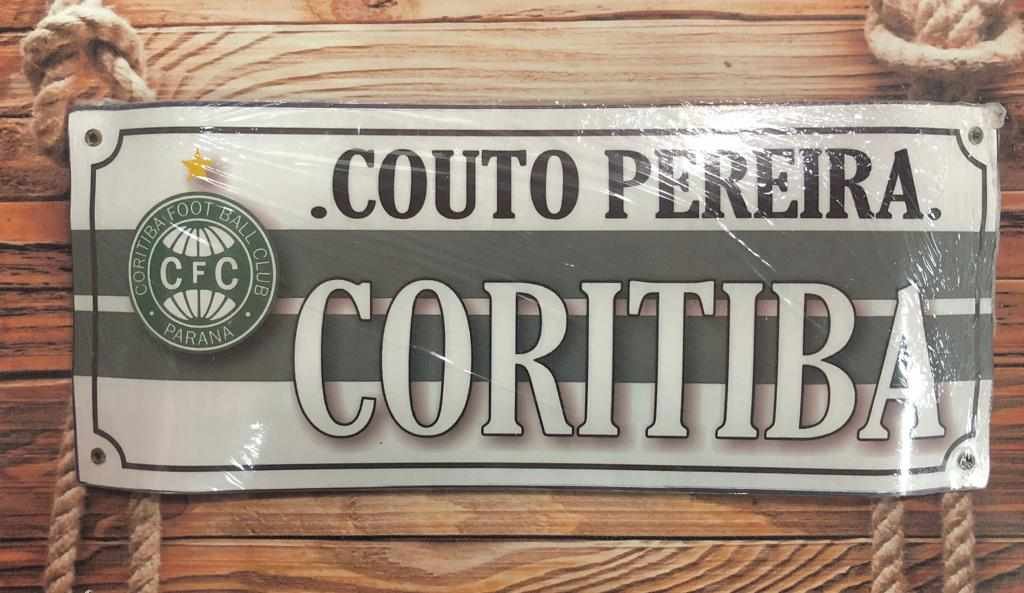 .COUTO PEREIRA.
CORITIBA FOOT BALL CLUB
CFC
· PARANA ·
CORITIBA